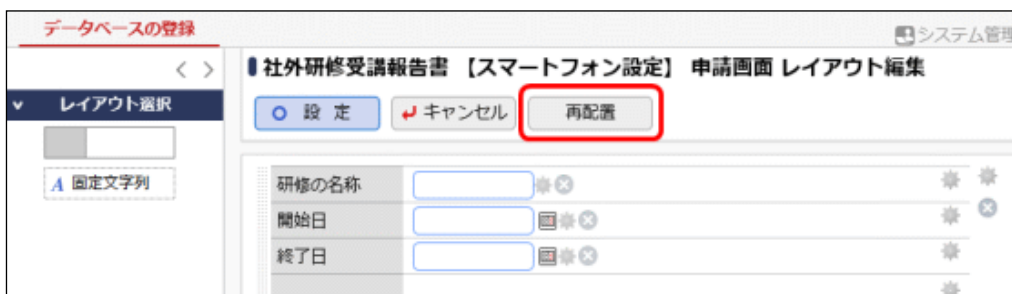 データベースの登録
システム管理
社外研修受講報告書 【スマートフォン設定】 申請画面 レイアウト編集
レイアウト選択
設 定
キャンセル
再配置
A 固定文字列
研修の名称
開始日
終了日